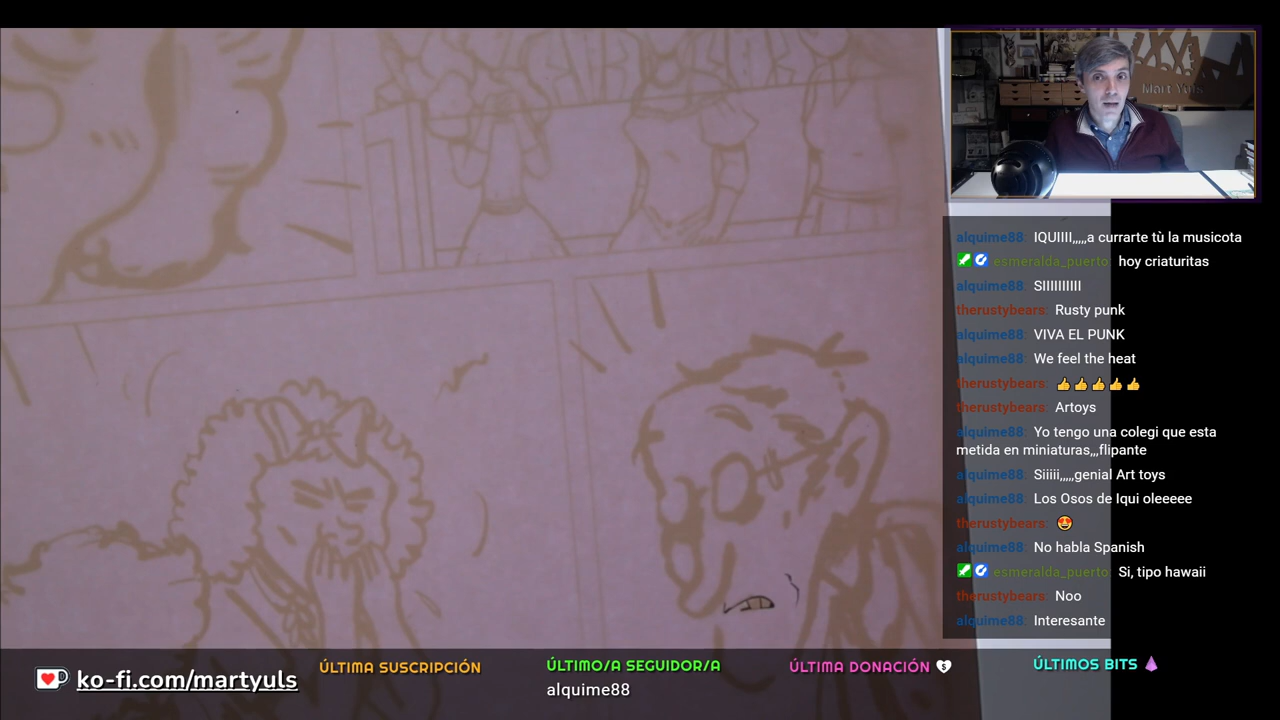 Mart Yuls
alquime88: IQUIIII,,,,,a currarte tù la musicota
esmeralda_puerto: hoy criaturitas
alquime88: SIIIIIIIIII
therustybears: Rusty punk
alquime88: VIVA EL PUNK
alquime88: We feel the heat
therustybears: 👍👍👍👍👍
therustybears: Artoys
alquime88: Yo tengo una colegi que esta
metida en miniaturas,,,flipante
alquime88: Siiiii,,,,,genial Art toys
alquime88: Los Osos de Iqui oleeeee
therustybears: 😍
alquime88: No habla Spanish
esmeralda_puerto: Si, tipo hawaii
therustybears: Noo
alquime88: Interesante
ko-fi.com/martyuls
ÚLTIMA SUSCRIPCIÓN
ÚLTIMO/A SEGUIDOR/A
alquime88
ÚLTIMA DONACIÓN
ÚLTIMOS BITS